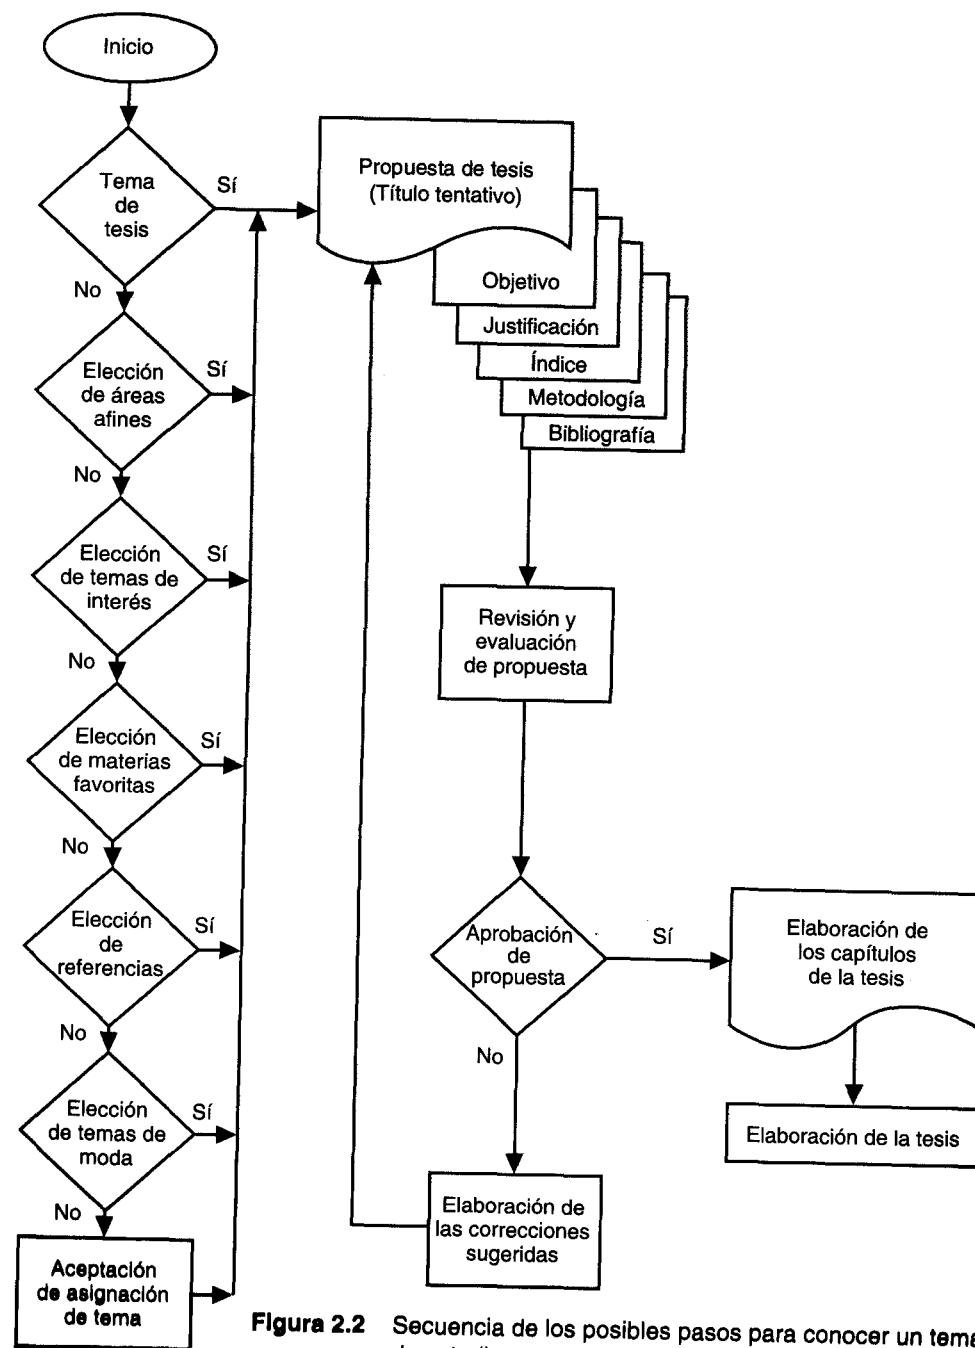 Inicio
Tema
de
tesis
Sí
No
Elección
de áreas
afines
Sí
No
Elección
de temas de
interés
Sí
No
Elección
de materias
favoritas
Sí
No
Elección
de
referencias
Sí
No
Elección
de temas de
moda
Sí
No
Aceptación
de asignación
de tema
Propuesta de tesis
(Título tentativo)
Objetivo
Justificación
Índice
Metodología
Bibliografía
Revisión y
evaluación
de propuesta
Aprobación
de
propuesta
Sí
No
Elaboración de
los capítulos
de la tesis
Elaboración de la tesis
Elaboración de
las correcciones
sugeridas
Figura 2.2 Secuencia de los posibles pasos para conocer un tema